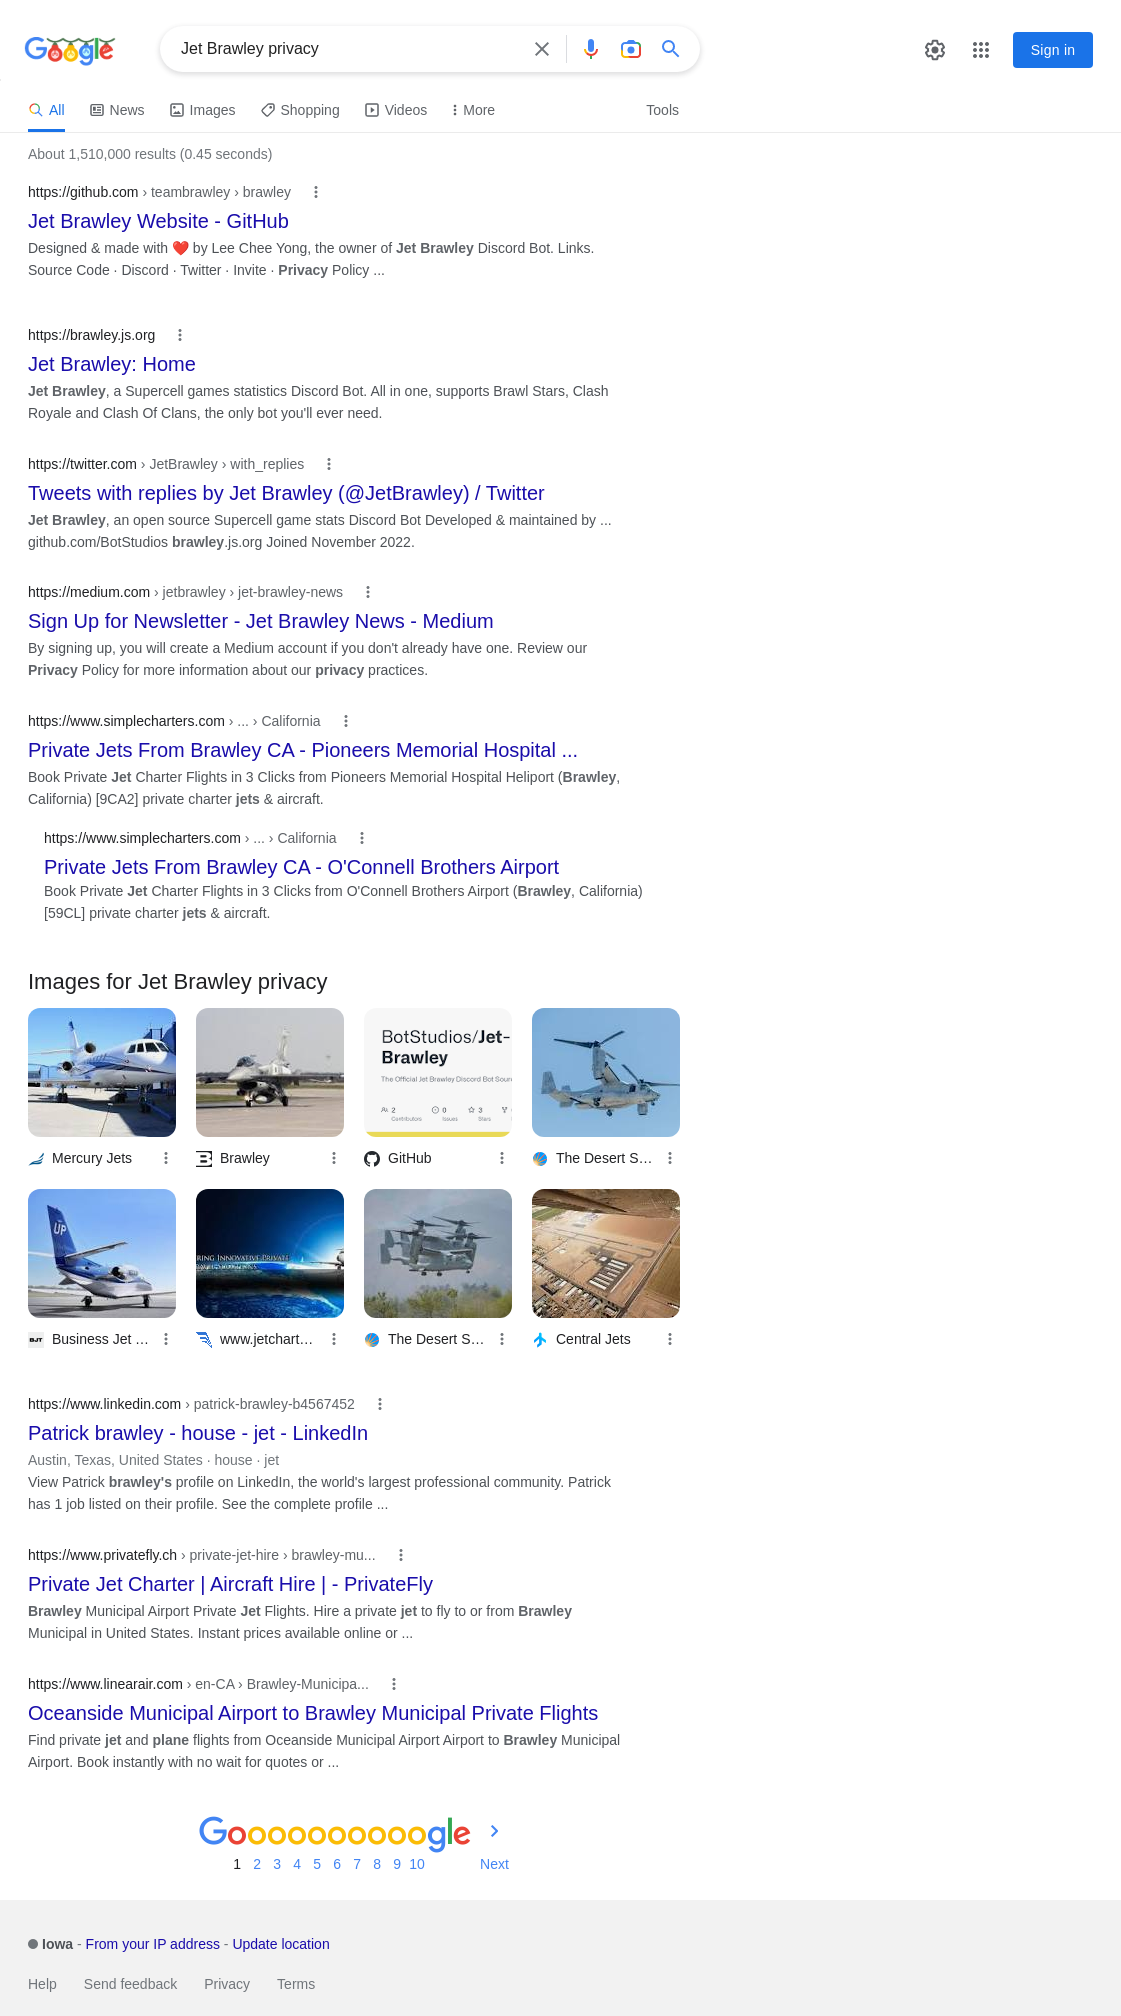 Google
Jet Brawley privacy
Sign in
All
News
Images
Shopping
Videos
More
Tools
About 1,510,000 results (0.45 seconds)
https://github.com › teambrawley › brawley
Jet Brawley Website - GitHub
Designed & made with ❤️ by Lee Chee Yong, the owner of Jet Brawley Discord Bot. Links.
Source Code · Discord · Twitter · Invite · Privacy Policy ...
https://brawley.js.org
Jet Brawley: Home
Jet Brawley, a Supercell games statistics Discord Bot. All in one, supports Brawl Stars, Clash
Royale and Clash Of Clans, the only bot you'll ever need.
https://twitter.com › JetBrawley › with_replies
Tweets with replies by Jet Brawley (@JetBrawley) / Twitter
Jet Brawley, an open source Supercell game stats Discord Bot Developed & maintained by ...
github.com/BotStudios brawley.js.org Joined November 2022.
https://medium.com › jetbrawley › jet-brawley-news
Sign Up for Newsletter - Jet Brawley News - Medium
By signing up, you will create a Medium account if you don't already have one. Review our
Privacy Policy for more information about our privacy practices.
https://www.simplecharters.com › ... › California
Private Jets From Brawley CA - Pioneers Memorial Hospital ...
Book Private Jet Charter Flights in 3 Clicks from Pioneers Memorial Hospital Heliport (Brawley,
California) [9CA2] private charter jets & aircraft.
https://www.simplecharters.com › ... › California
Private Jets From Brawley CA - O'Connell Brothers Airport
Book Private Jet Charter Flights in 3 Clicks from O'Connell Brothers Airport (Brawley, California)
[59CL] private charter jets & aircraft.
Images for Jet Brawley privacy
BotStudios/Jet-
Brawley
The Official Jet Brawley Discord Bot
2 0 3
Contributors Issues Stars
Mercury Jets
Brawley
GitHub
The Desert S...
UP
RING INNOVATIVE PRIVATE
BJT
Business Jet ...
www.jetchart...
The Desert S...
Central Jets
https://www.linkedin.com › patrick-brawley-b4567452
Patrick brawley - house - jet - LinkedIn
Austin, Texas, United States · house · jet
View Patrick brawley's profile on LinkedIn, the world's largest professional community. Patrick
has 1 job listed on their profile. See the complete profile ...
https://www.privatefly.ch › private-jet-hire › brawley-mu...
Private Jet Charter | Aircraft Hire | - PrivateFly
Brawley Municipal Airport Private Jet Flights. Hire a private jet to fly to or from Brawley
Municipal in United States. Instant prices available online or ...
https://www.linearair.com › en-CA › Brawley-Municipa...
Oceanside Municipal Airport to Brawley Municipal Private Flights
Find private jet and plane flights from Oceanside Municipal Airport Airport to Brawley Municipal
Airport. Book instantly with no wait for quotes or ...
Goooooooooogle
1 2 3 4 5 6 7 8 9 10 Next
Iowa - From your IP address - Update location
Help Send feedback Privacy Terms